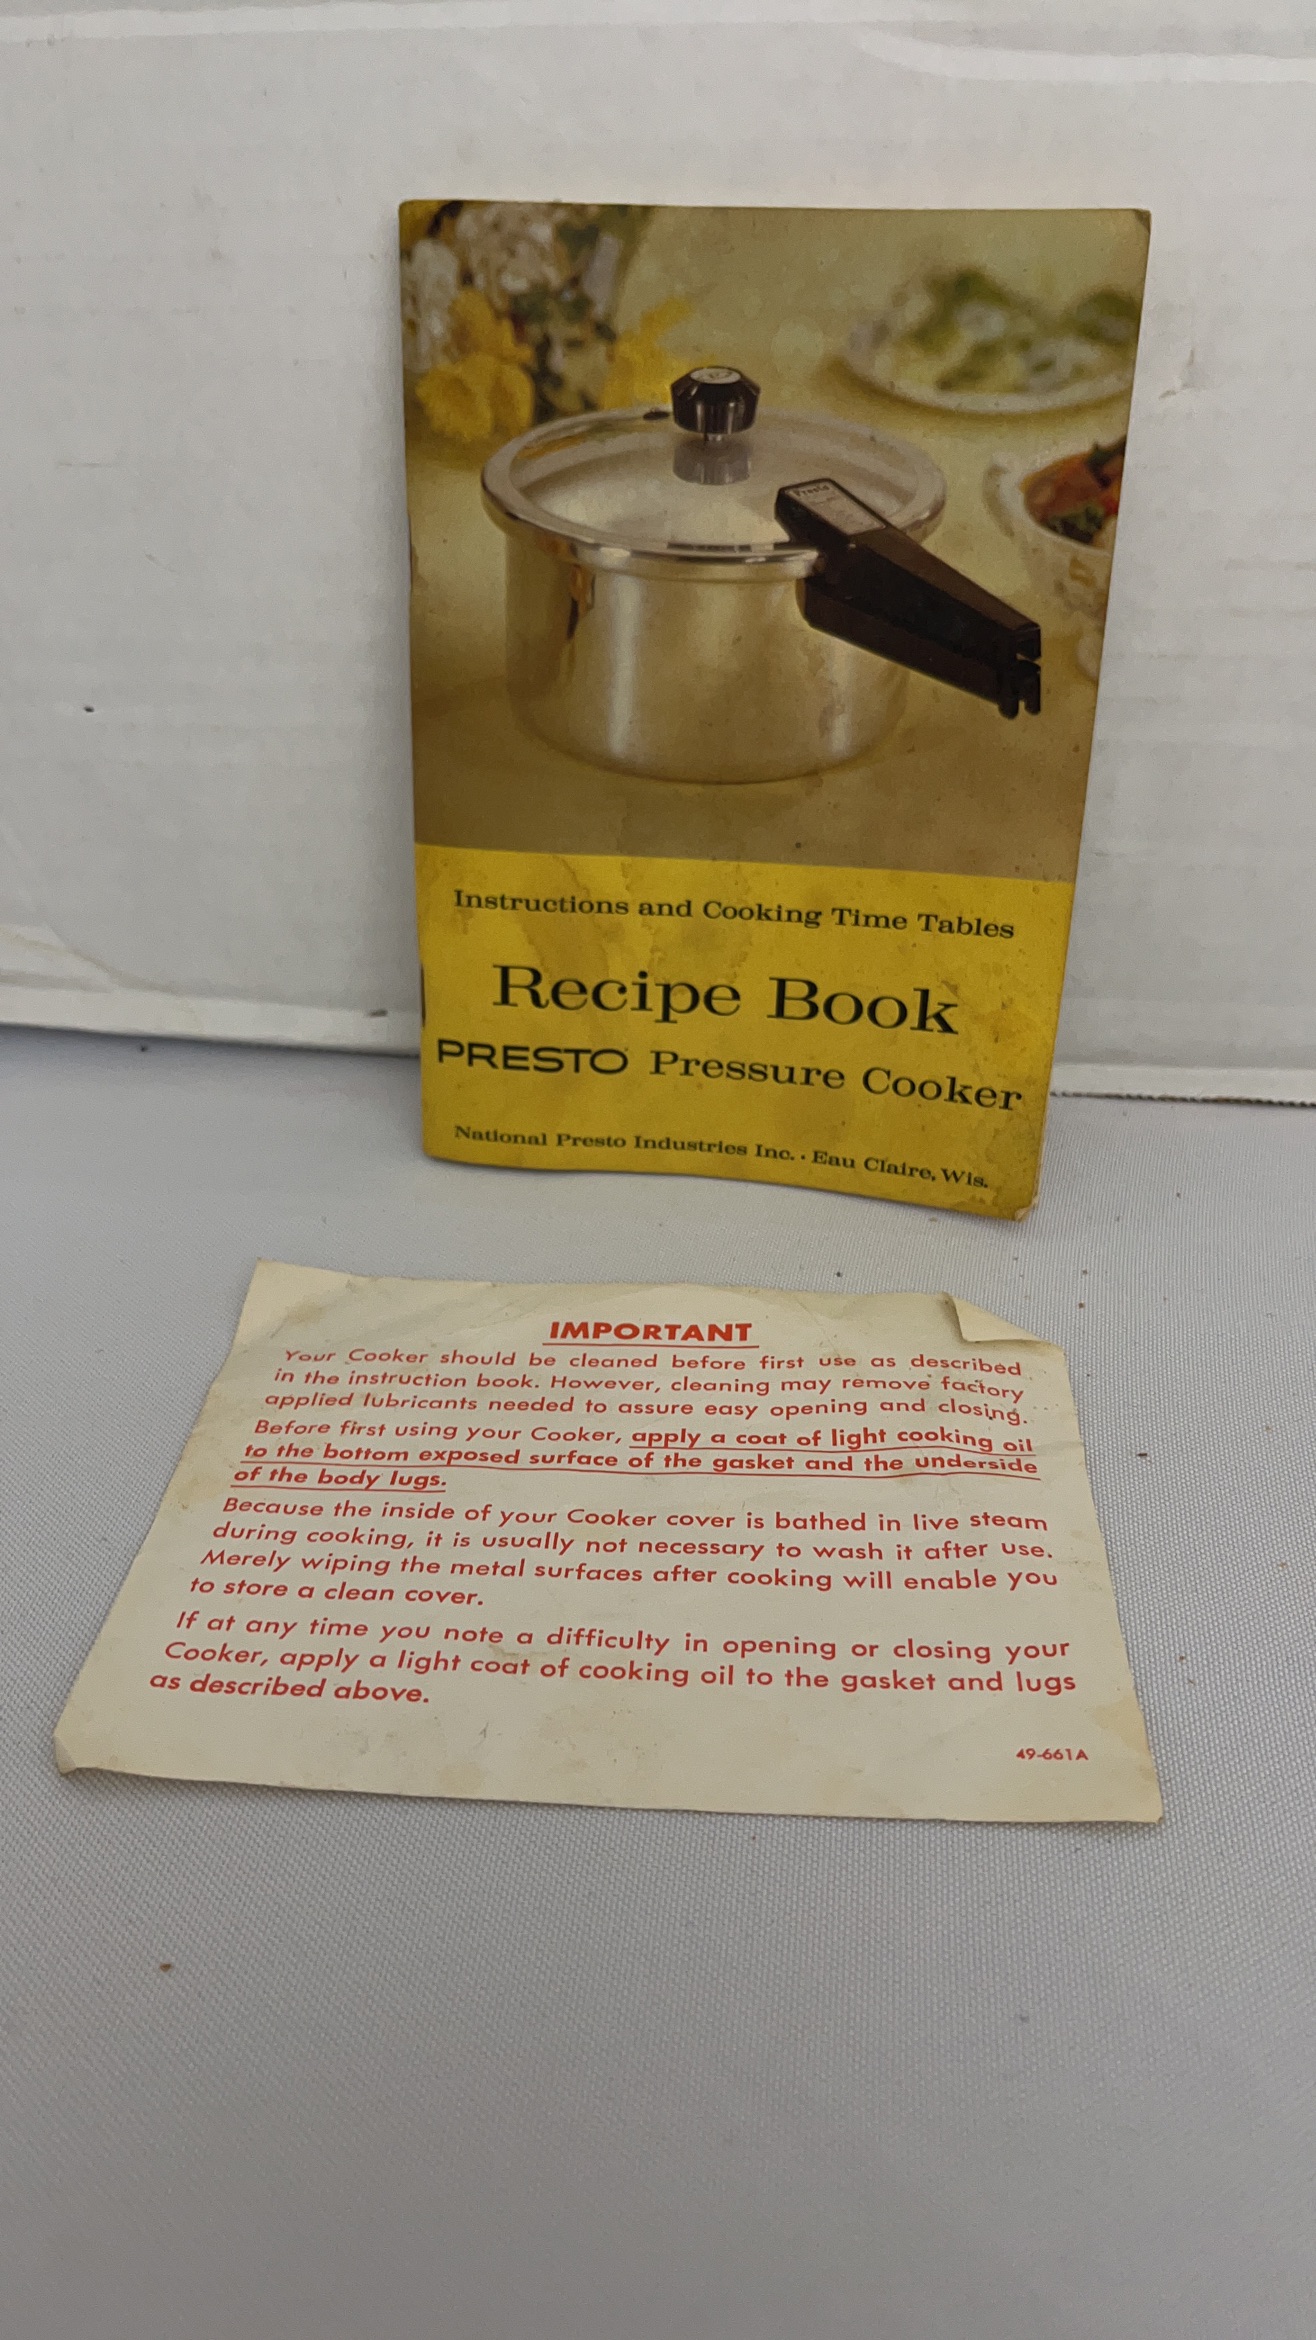 Presto
Instructions and Cooking Time Tables
Recipe Book
PRESTO Pressure Cooker
National Presto Industries Inc. · Eau Claire, Wis.
IMPORTANT
Your Cooker should be cleaned before first use as described
in the instruction book. However, cleaning may remove factory
applied lubricants needed to assure easy opening and closing.
Before first using your Cooker, apply a coat of light cooking oil
to the bottom exposed surface of the gasket and the underside
of the body lugs.
Because the inside of your Cooker cover is bathed in live steam
during cooking, it is usually not necessary to wash it after use.
Merely wiping the metal surfaces after cooking will enable you
to store a clean cover.
If at any time you note a difficulty in opening or closing your
Cooker, apply a light coat of cooking oil to the gasket and lugs
as described above.
49-661A